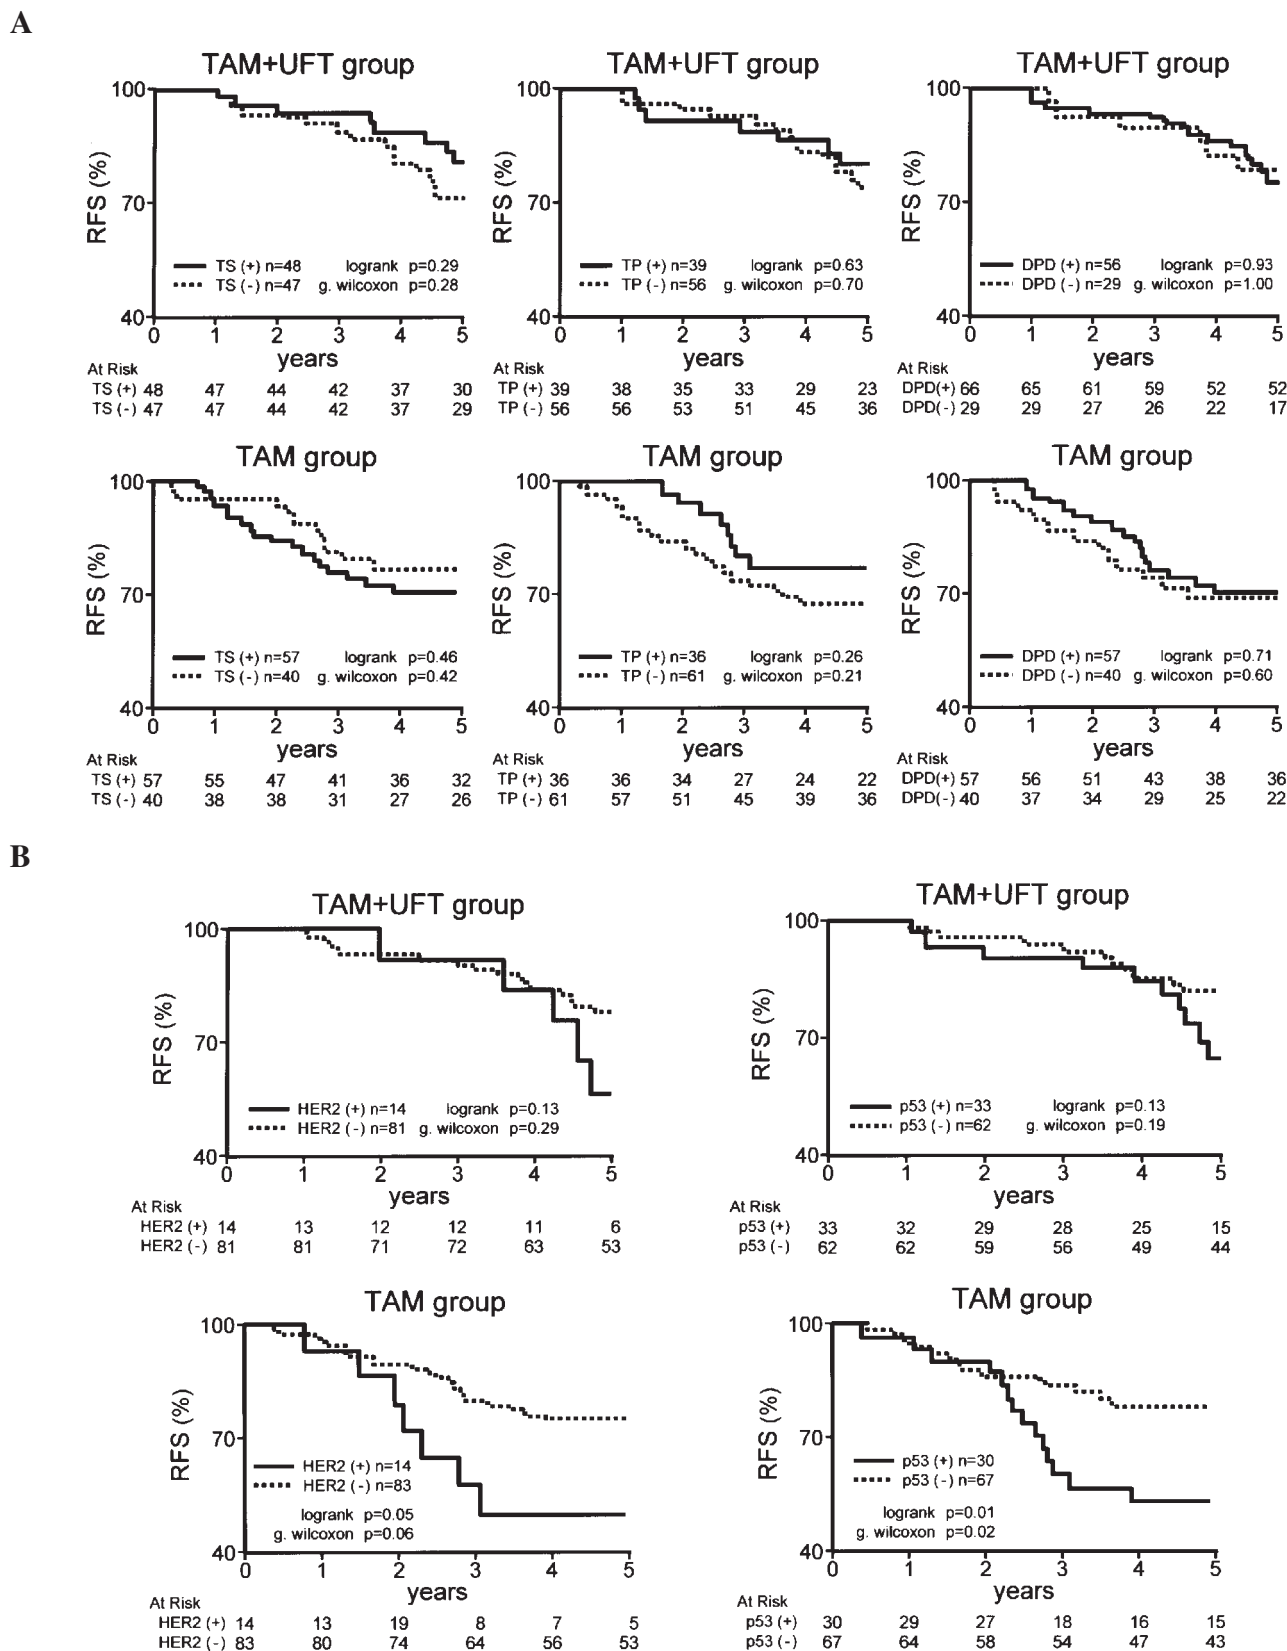 A
TAM+UFT group
100
70
40
RFS (%)
TS (+) n=48 logrank p=0.29
TS (-) n=47 g. wilcoxon p=0.28
0 1 2 3 4 5
years
At Risk
TS (+) 48 47 44 42 37 30
TS (-) 47 47 44 42 37 29
TAM+UFT group
100
70
40
RFS (%)
TP (+) n=39 logrank p=0.63
TP (-) n=56 g. wilcoxon p=0.70
0 1 2 3 4 5
years
At Risk
TP (+) 39 38 35 33 29 23
TP (-) 56 56 53 51 45 36
TAM+UFT group
100
70
40
RFS (%)
DPD (+) n=56 logrank p=0.93
DPD (-) n=29 g. wilcoxon p=1.00
0 1 2 3 4 5
years
At Risk
DPD(+) 66 65 61 59 52 52
DPD(-) 29 29 27 26 22 17
TAM group
100
70
40
RFS (%)
TS (+) n=57 logrank p=0.46
TS (-) n=40 g. wilcoxon p=0.42
0 1 2 3 4 5
years
At Risk
TS (+) 57 55 47 41 36 32
TS (-) 40 38 38 31 27 26
TAM group
100
70
40
RFS (%)
TP (+) n=36 logrank p=0.26
TP (-) n=61 g. wilcoxon p=0.21
0 1 2 3 4 5
years
At Risk
TP (+) 36 36 34 27 24 22
TP (-) 61 57 51 45 39 36
TAM group
100
70
40
RFS (%)
DPD (+) n=57 logrank p=0.71
DPD (-) n=40 g. wilcoxon p=0.60
0 1 2 3 4 5
years
At Risk
DPD(+) 57 56 51 43 38 36
DPD(-) 40 37 34 29 25 22
B
TAM+UFT group
100
70
40
RFS (%)
HER2 (+) n=14 logrank p=0.13
HER2 (-) n=81 g. wilcoxon p=0.29
0 1 2 3 4 5
years
At Risk
HER2 (+) 14 13 12 12 11 6
HER2 (-) 81 81 71 72 63 53
TAM+UFT group
100
70
40
RFS (%)
p53 (+) n=33 logrank p=0.13
p53 (-) n=62 g. wilcoxon p=0.19
0 1 2 3 4 5
years
At Risk
p53 (+) 33 32 29 28 25 15
p53 (-) 62 62 59 56 49 44
TAM group
100
70
40
RFS (%)
HER2 (+) n=14
HER2 (-) n=83
logrank p=0.05
g. wilcoxon p=0.06
0 1 2 3 4 5
years
At Risk
HER2 (+) 14 13 19 8 7 5
HER2 (-) 83 80 74 64 56 53
TAM group
100
70
40
RFS (%)
p53 (+) n=30
p53 (-) n=67
logrank p=0.01
g. wilcoxon p=0.02
0 1 2 3 4 5
years
At Risk
p53 (+) 30 29 27 18 16 15
p53 (-) 67 64 58 54 47 43